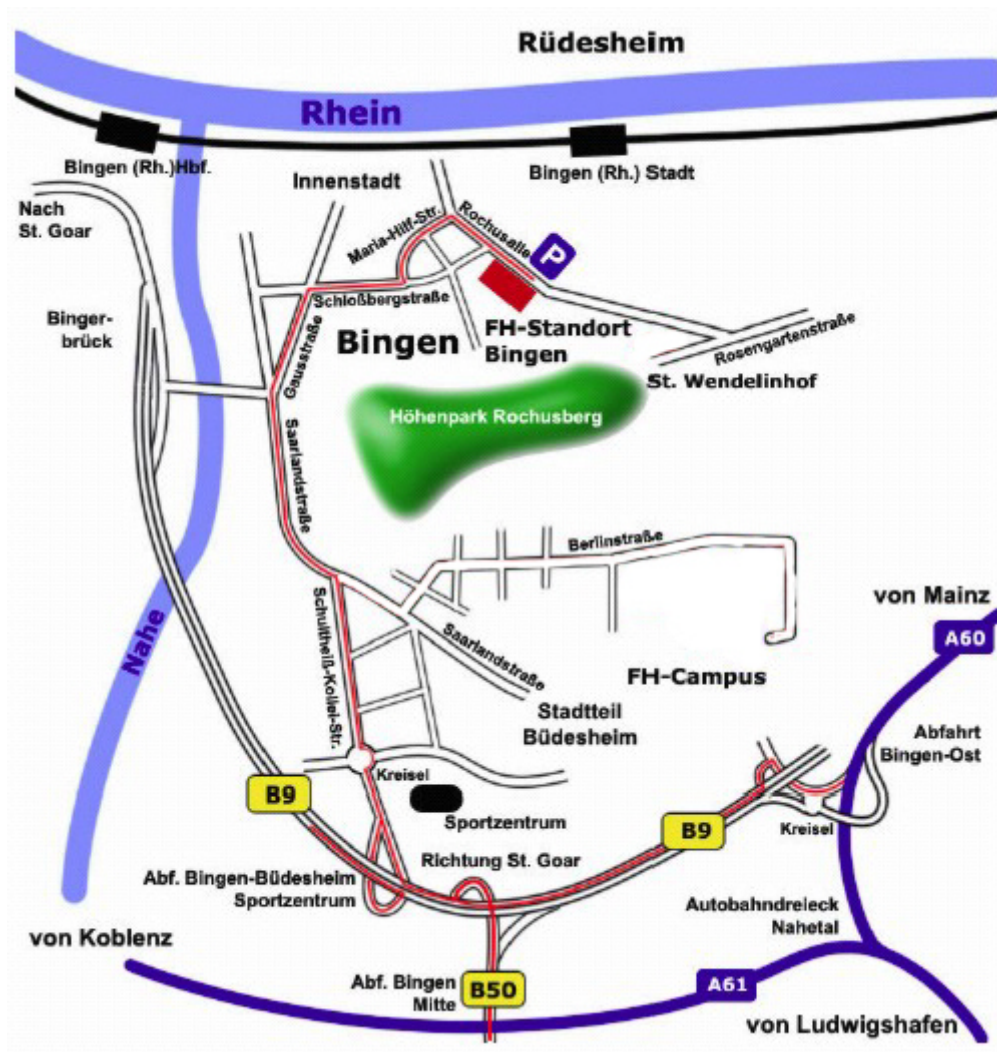 Rüdesheim
Rhein
Bingen (Rh.)Hbf.
Bingen (Rh.) Stadt
Innenstadt
Nach
St. Goar
Maria-Hilf-Str.
Rochusalle
P
Schloßbergstraße
Binger-
brück
Gausstraße
Bingen
FH-Standort
Bingen
Rosengartenstraße
St. Wendelinhof
Höhenpark Rochusberg
Saarlandstraße
Berlinstraße
von Mainz
A60
Nahe
Schultheiß-Kollei-Str.
Saarlandstraße
FH-Campus
Stadtteil
Büdesheim
Abfahrt
Bingen-Ost
Kreisel
B9
Sportzentrum
B9
Kreisel
Richtung St. Goar
Abf. Bingen-Büdesheim
Sportzentrum
Autobahndreieck
Nahetal
von Koblenz
Abf. Bingen
Mitte
B50
A61
von Ludwigshafen